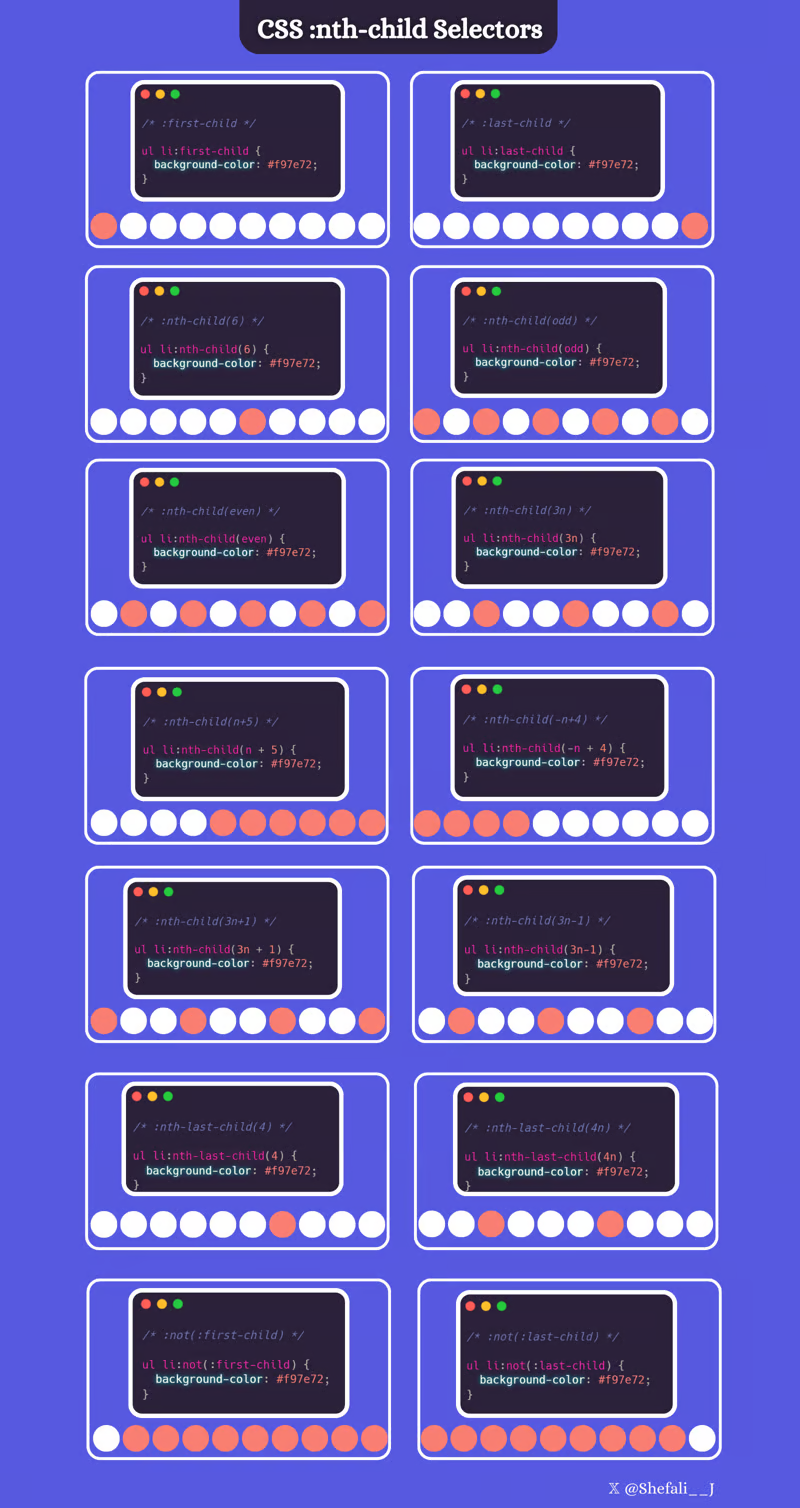 CSS :nth-child Selectors
/* :first-child */
ul li:first-child {
background-color: #f97e72;
}
/* :last-child */
ul li:last-child {
background-color: #f97e72;
}
/* :nth-child(6) */
ul li:nth-child(6) {
background-color: #f97e72;
}
/* :nth-child(odd) */
ul li:nth-child(odd) {
background-color: #f97e72;
}
/* :nth-child(even) */
ul li:nth-child(even) {
background-color: #f97e72;
}
/* :nth-child(3n) */
ul li:nth-child(3n) {
background-color: #f97e72;
}
/* :nth-child(n+5) */
ul li:nth-child(n + 5) {
background-color: #f97e72;
}
/* :nth-child(-n+4) */
ul li:nth-child(-n + 4) {
background-color: #f97e72;
}
/* :nth-child(3n+1) */
ul li:nth-child(3n + 1) {
background-color: #f97e72;
}
/* :nth-child(3n-1) */
ul li:nth-child(3n-1) {
background-color: #f97e72;
}
/* :nth-last-child(4) */
ul li:nth-last-child(4) {
background-color: #f97e72;
}
/* :nth-last-child(4n) */
ul li:nth-last-child(4n) {
background-color: #f97e72;
}
/* :not(:first-child) */
ul li:not(:first-child) {
background-color: #f97e72;
}
/* :not(:last-child) */
ul li:not(:last-child) {
background-color: #f97e72;
}
𝕏 @Shefali__J